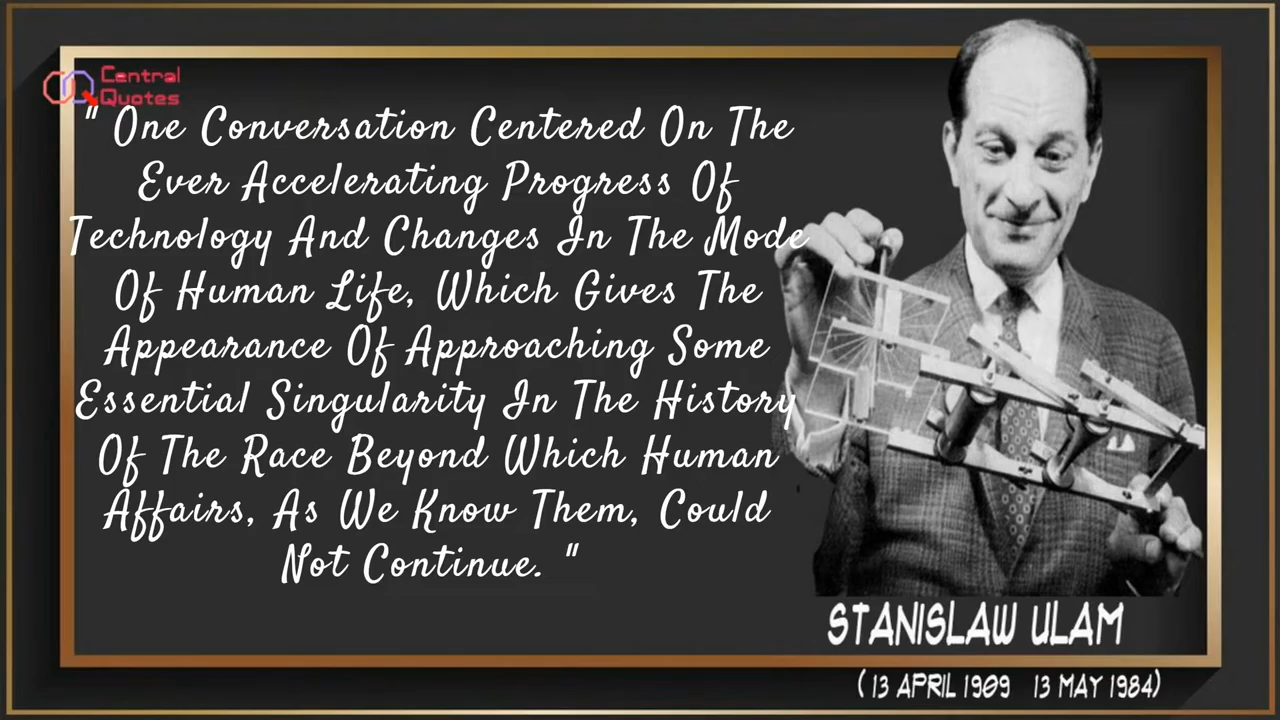 Central
Quotes
" One Conversation Centered On The
Ever Accelerating Progress Of
Technology And Changes In The Mode
Of Human Life, Which Gives The
Appearance Of Approaching Some
Essential Singularity In The History
Of The Race Beyond Which Human
Affairs, As We Know Them, Could
Not Continue. "
STANISLAW ULAM
( 13 APRIL 1909 13 MAY 1984)